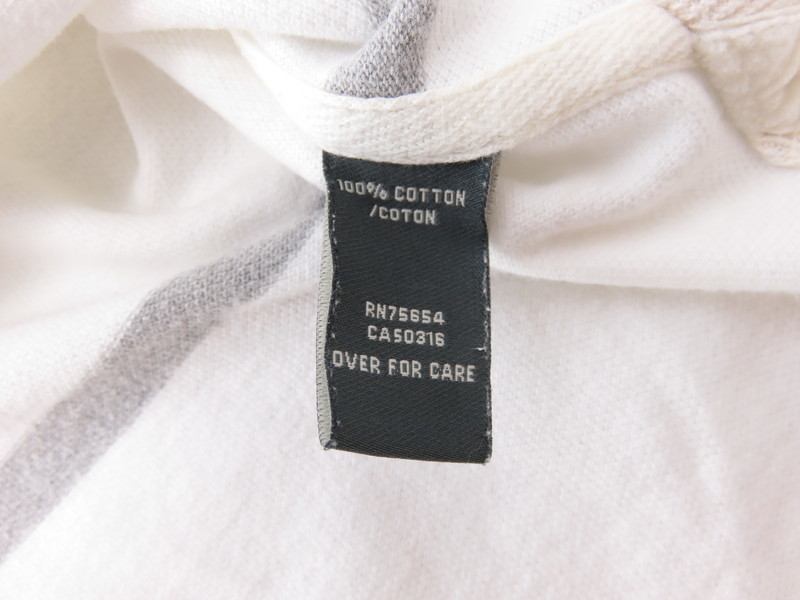 100% COTTON
/COTON
RN75654
CA50316
OVER FOR CARE